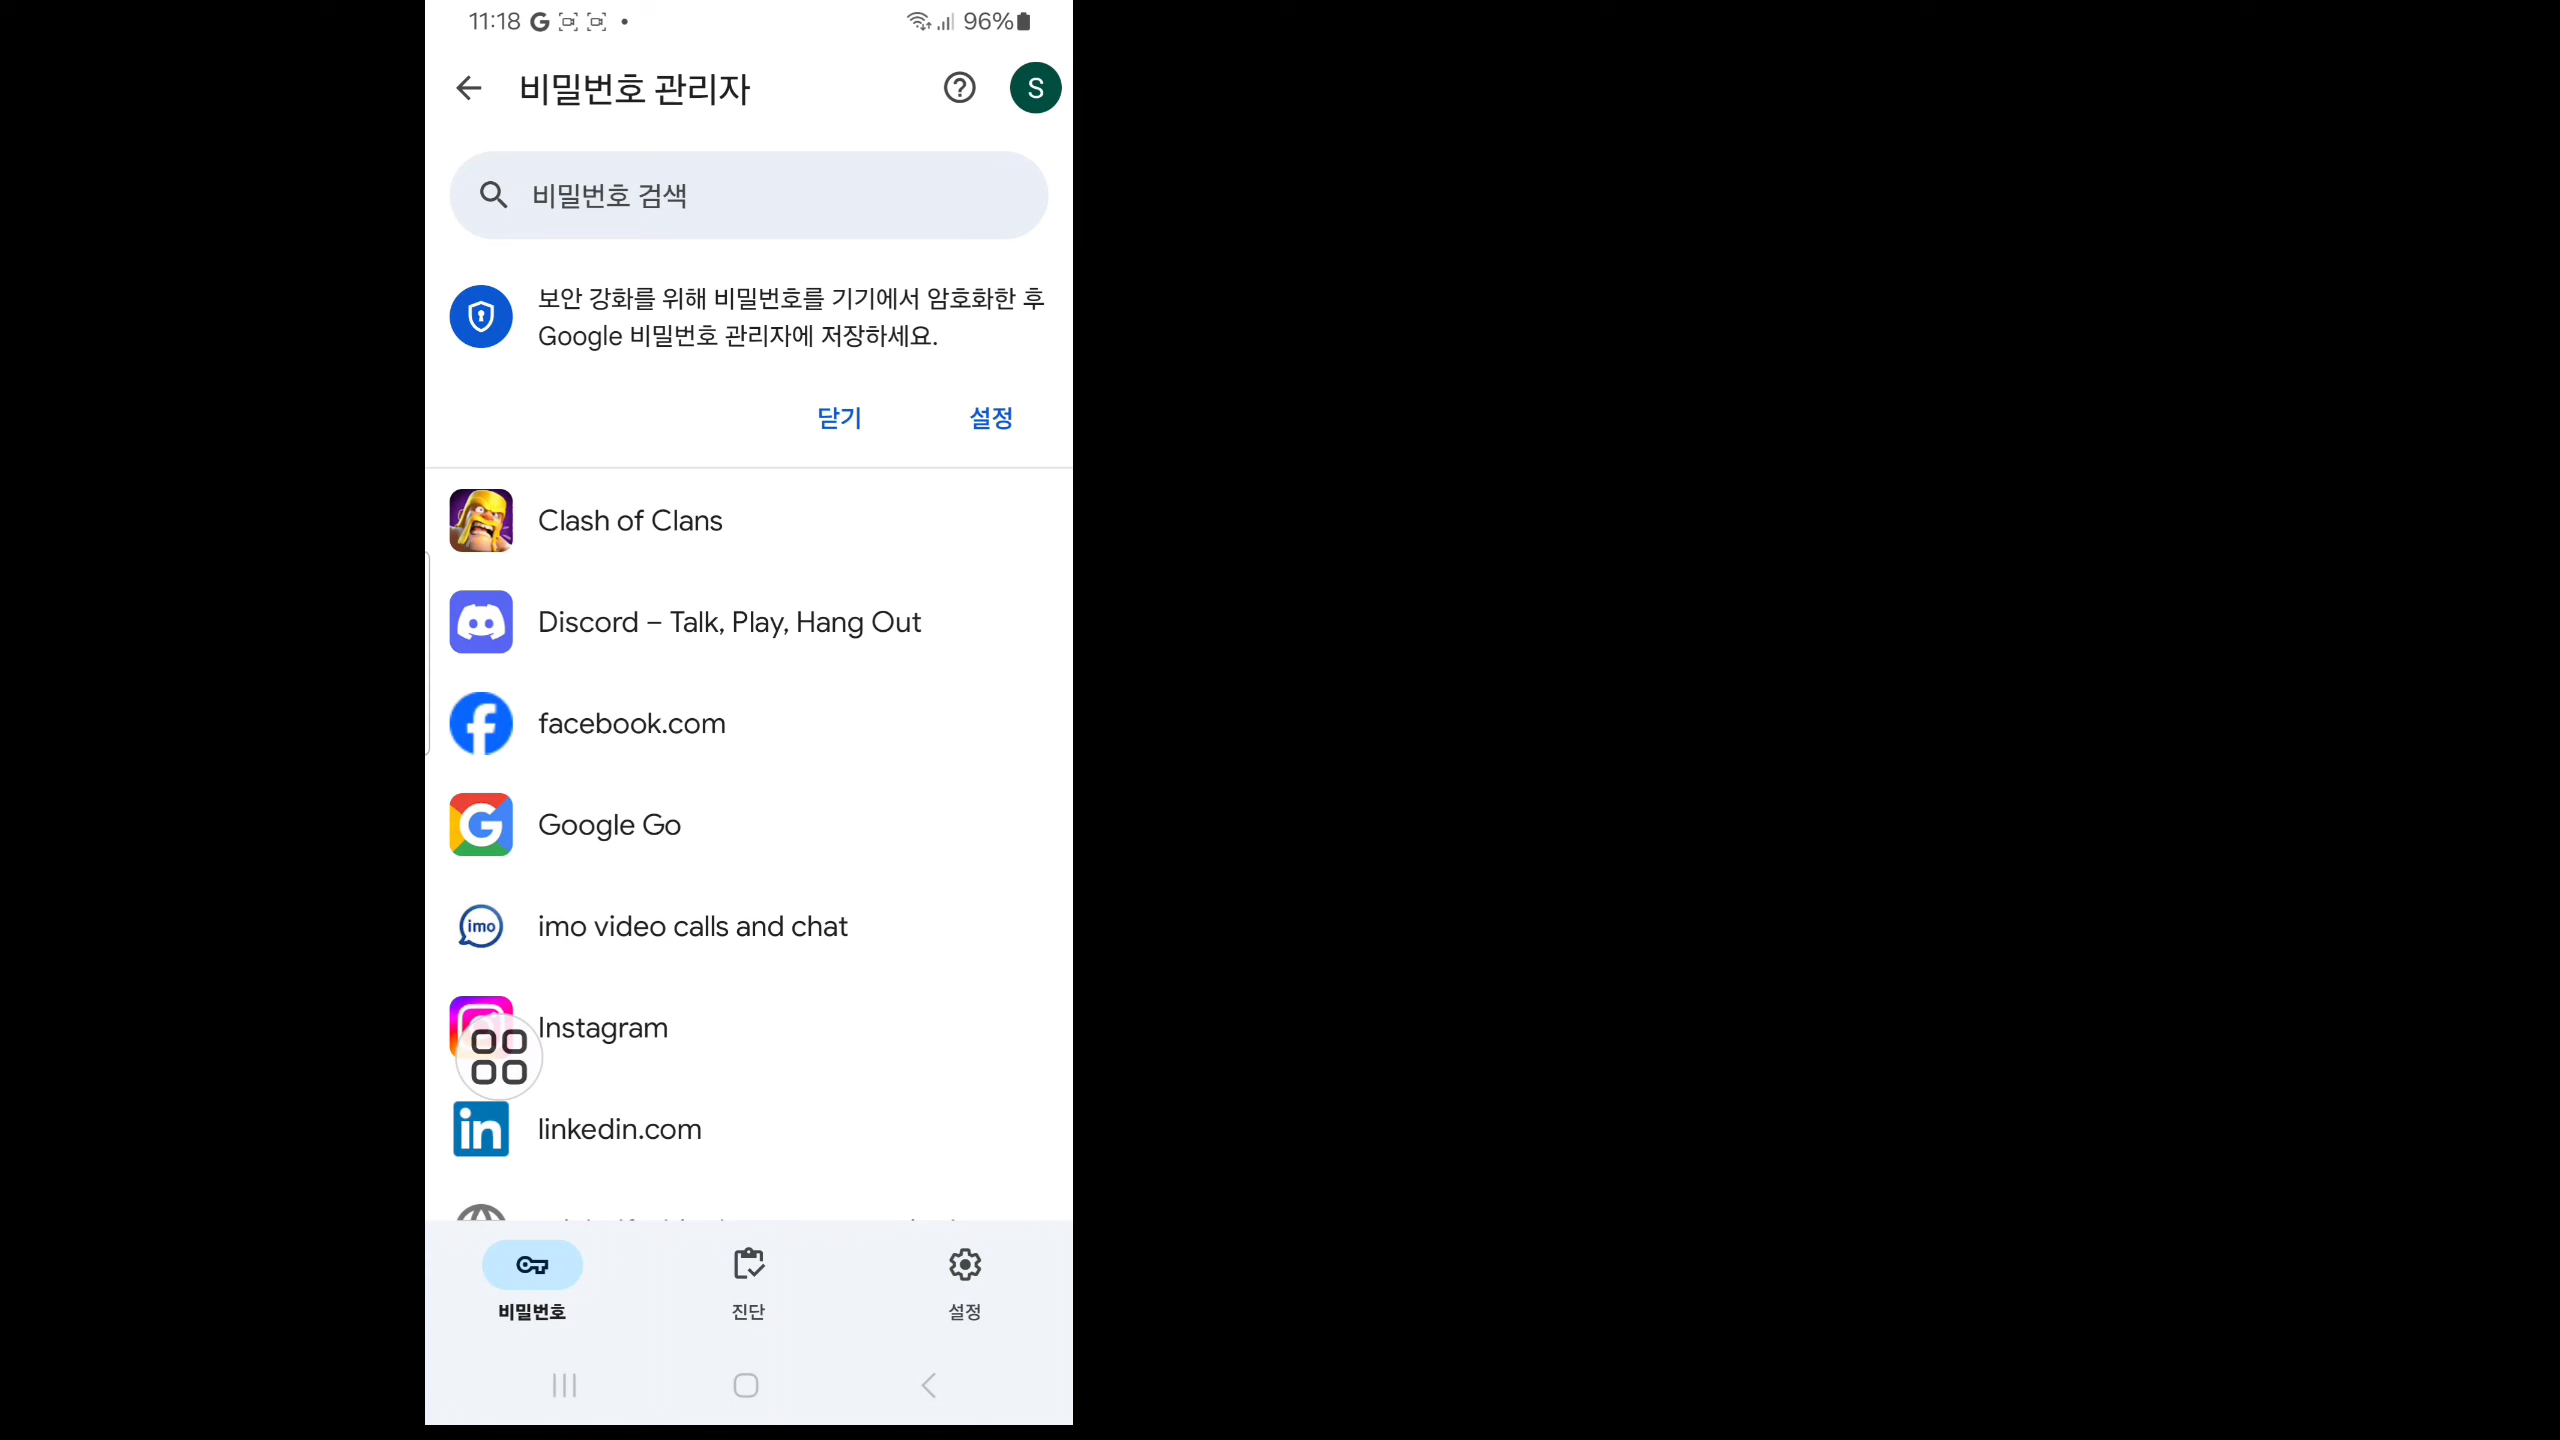 11:18
96%
비밀번호 관리자
S
비밀번호 검색
보안 강화를 위해 비밀번호를 기기에서 암호화한 후
Google 비밀번호 관리자에 저장하세요.
닫기 설정
Clash of Clans
Discord – Talk, Play, Hang Out
facebook.com
Google Go
imo video calls and chat
Instagram
linkedin.com
비밀번호 진단 설정